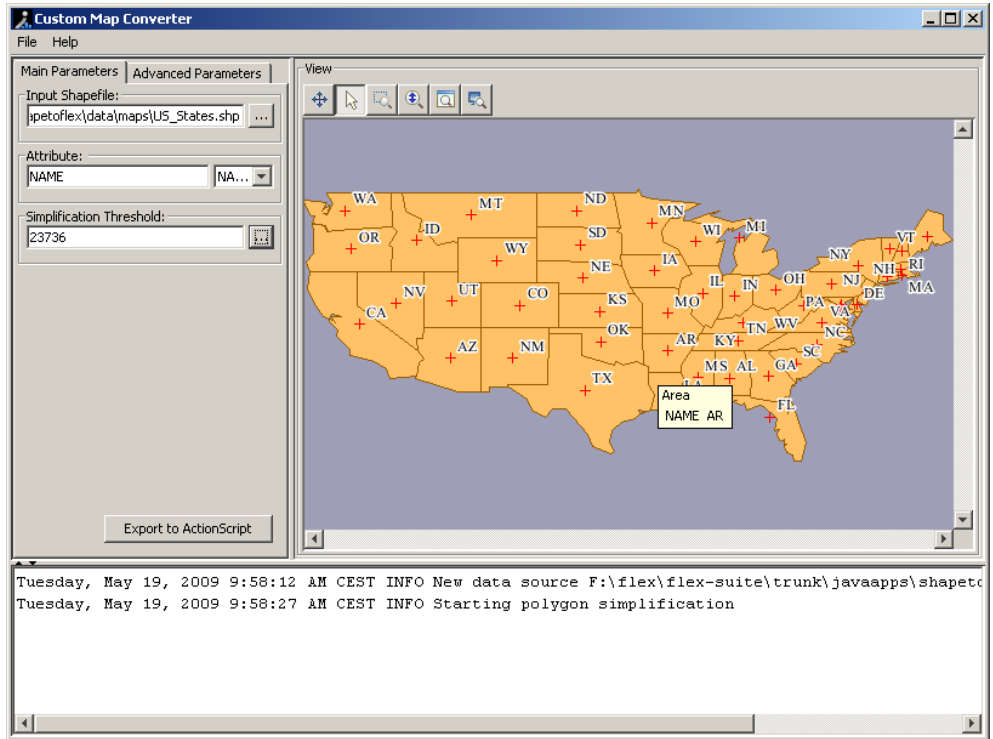 Custom Map Converter
File Help
Main Parameters
Advanced Parameters
Input Shapefile:
apetoflex\data\maps\US_States.shp
...
Attribute:
NAME
NA...
Simplification Threshold:
23736
...
Export to ActionScript
View
WA
MT
ND
MN
WI
MI
VT
OR
ID
SD
WY
NY
NH
RI
IA
NE
IL
IN
OH
NJ
MA
NV
UT
CO
KS
MO
PA
DE
CA
VA
OK
KY
TN
WV
NC
AZ
NM
AR
SC
MS
AL
GA
TX
LA
FL
Area
NAME AR
Tuesday, May 19, 2009 9:58:12 AM CEST INFO New data source F:\flex\flex-suite\trunk\javaapps\shapeto
Tuesday, May 19, 2009 9:58:27 AM CEST INFO Starting polygon simplification